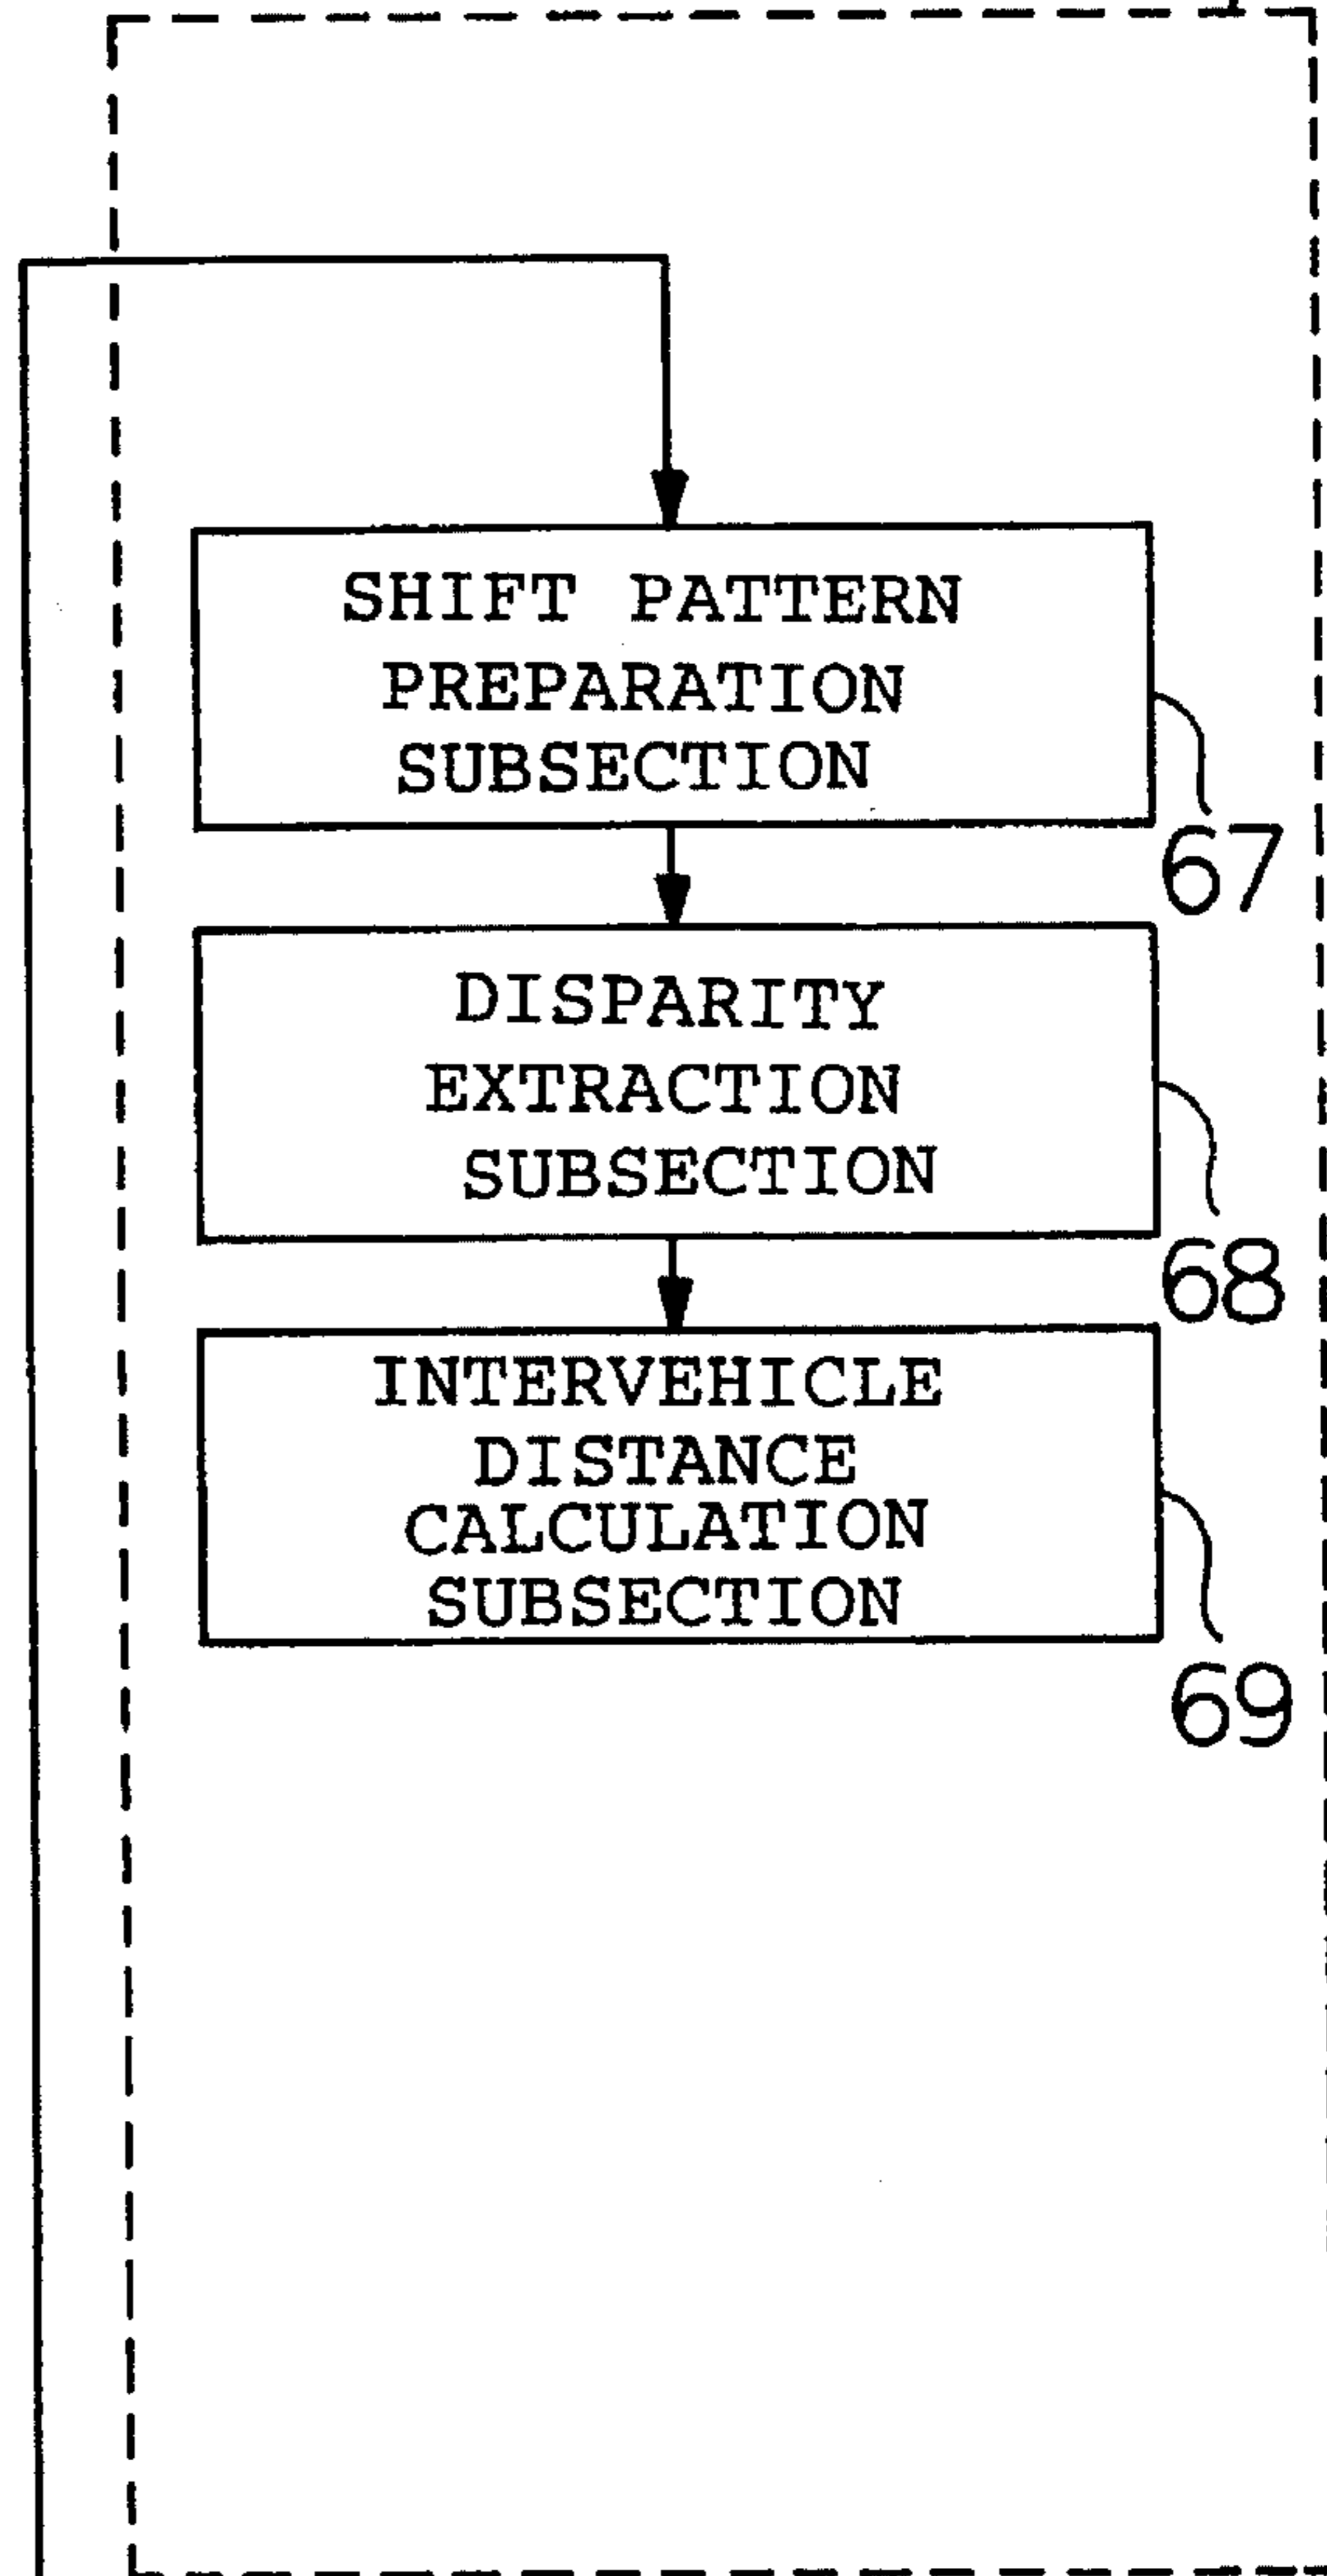 SHIFT PATTERN
PREPARATION
SUBSECTION
67
DISPARITY
EXTRACTION
SUBSECTION
68
INTERVEHICLE
DISTANCE
CALCULATION
SUBSECTION
69